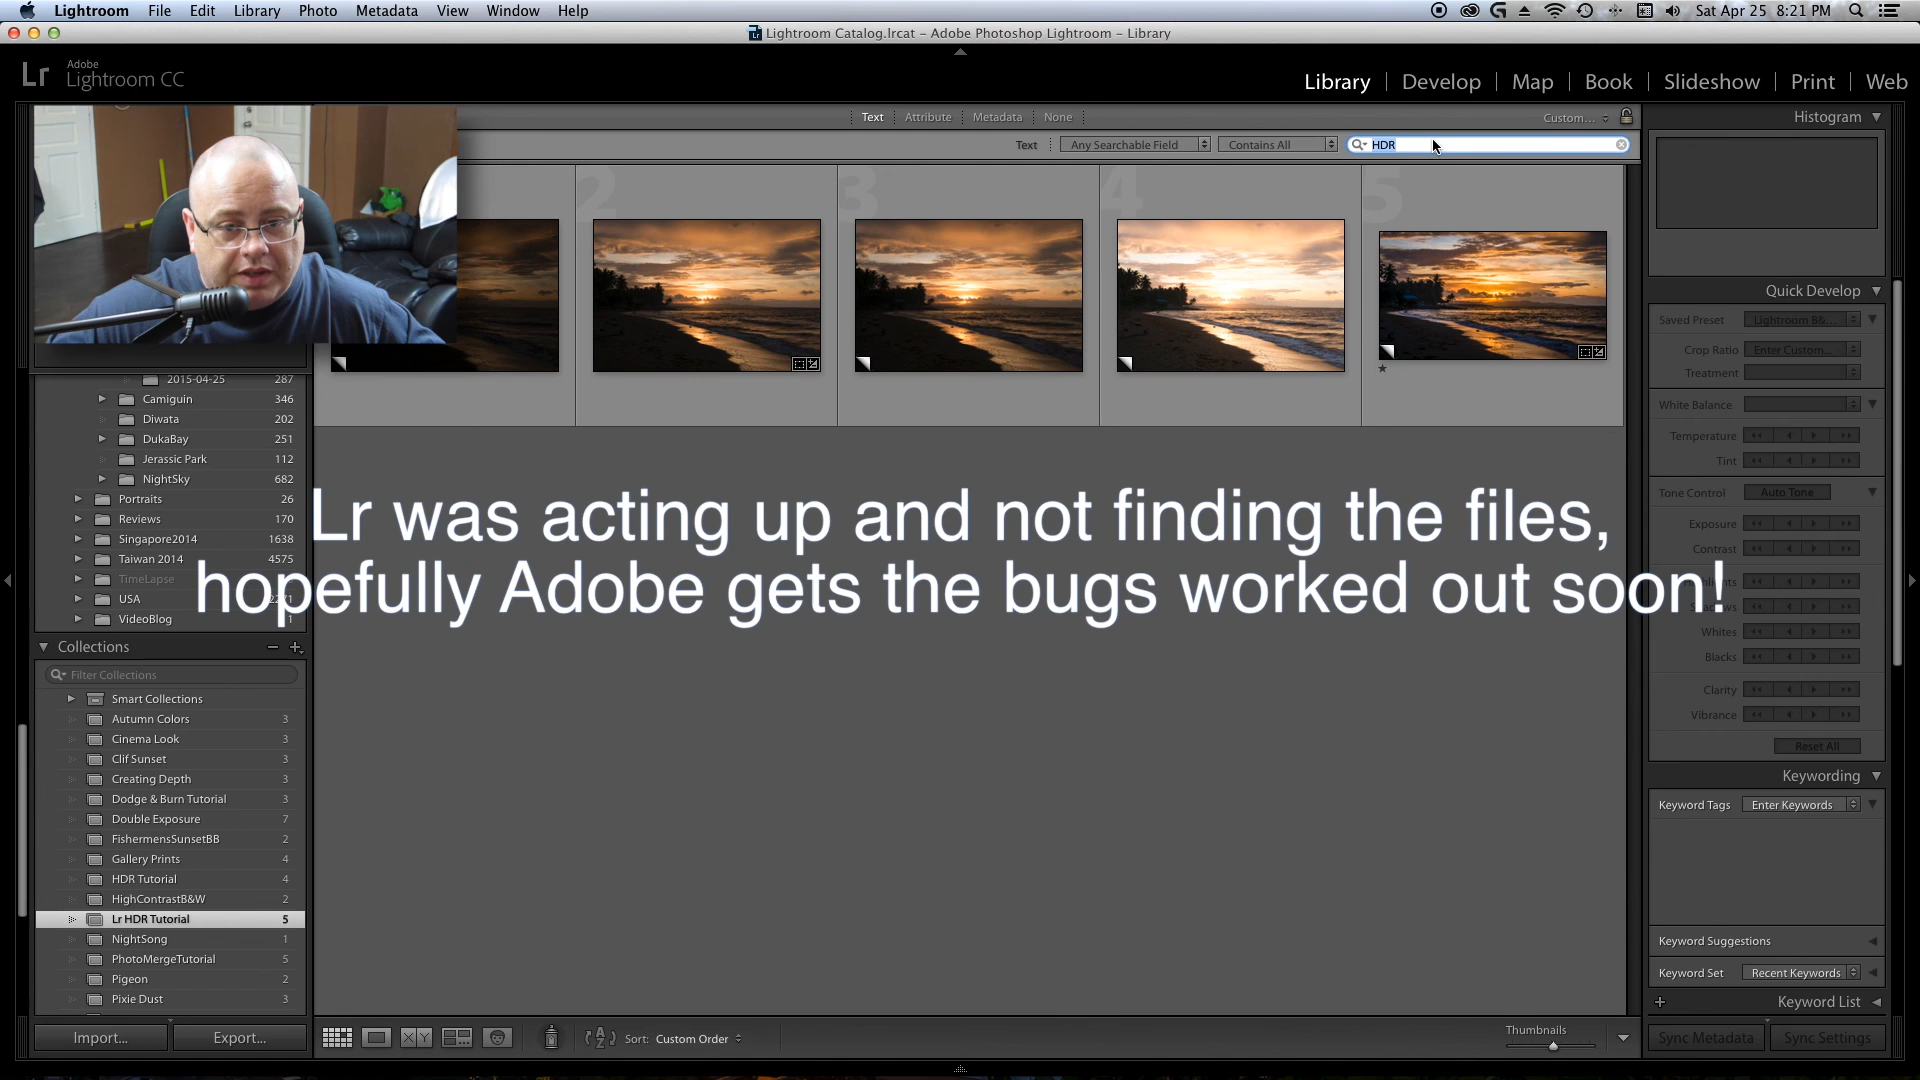 Lightroom File Edit Library Photo Metadata View Window Help Sat Apr 25 8:21 PM
Lightroom Catalog.lrcat – Adobe Photoshop Lightroom – Library
Lr Adobe Lightroom CC
Library | Develop | Map | Book | Slideshow | Print | Web
Text Attribute Metadata None Custom...
Text Any Searchable Field Contains All HDR
2 3 4 5
2015-04-25 287
Camiguin 346
Diwata 202
DukaBay 251
Jerassic Park 112
NightSky 682
Portraits 26
Reviews 170
Singapore2014 1638
Taiwan 2014 4575
TimeLapse
USA
VideoBlog 1
Lr was acting up and not finding the files,
hopefully Adobe gets the bugs worked out soon!
Collections
Filter Collections
Smart Collections
Autumn Colors 3
Cinema Look 3
Clif Sunset 3
Creating Depth 3
Dodge & Burn Tutorial 3
Double Exposure 7
FishermensSunsetBB 2
Gallery Prints 4
HDR Tutorial 4
HighContrastB&W 2
Lr HDR Tutorial 5
NightSong 1
PhotoMergeTutorial 5
Pigeon 2
Pixie Dust 3
Import... Export...
Sort: Custom Order
Thumbnails
Histogram
Quick Develop
Saved Preset Lightroom B&...
Crop Ratio Enter Custom...
Treatment
White Balance
Temperature
Tint
Tone Control Auto Tone
Exposure
Contrast
Whites
Blacks
Clarity
Vibrance
Reset All
Keywording
Keyword Tags Enter Keywords
Keyword Suggestions
Keyword Set Recent Keywords
Keyword List
Sync Metadata Sync Settings